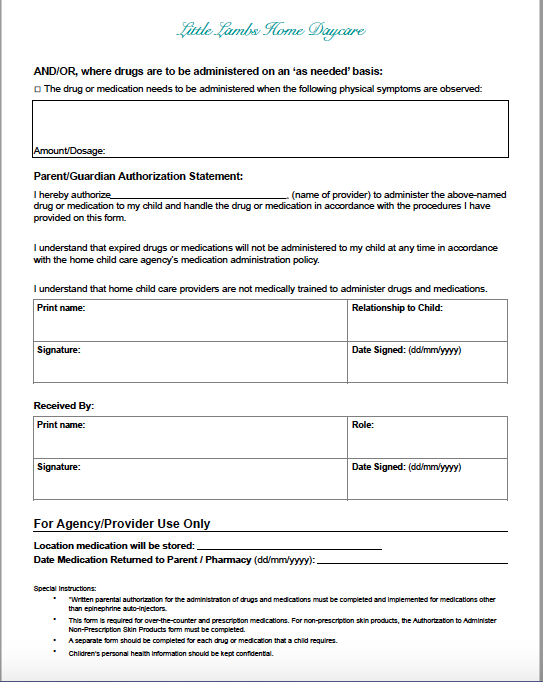 Little Lambs Home Daycare
AND/OR, where drugs are to be administered on an ‘as needed’ basis:
□ The drug or medication needs to be administered when the following physical symptoms are observed:
Amount/Dosage:
Parent/Guardian Authorization Statement:
I hereby authorize________________________________, (name of provider) to administer the above-named
drug or medication to my child and handle the drug or medication in accordance with the procedures I have
provided on this form.
I understand that expired drugs or medications will not be administered to my child at any time in accordance
with the home child care agency’s medication administration policy.
I understand that home child care providers are not medically trained to administer drugs and medications.
Print name: Relationship to Child:
Signature: Date Signed: (dd/mm/yyyy)
Received By:
Print name: Role:
Signature: Date Signed: (dd/mm/yyyy)
For Agency/Provider Use Only
Location medication will be stored: ________________________________
Date Medication Returned to Parent / Pharmacy (dd/mm/yyyy): ________________________________
Special Instructions:
• *Written parental authorization for the administration of drugs and medications must be completed and implemented for medications other
than epinephrine auto-injectors.
• This form is required for over-the-counter and prescription medications. For non-prescription skin products, the Authorization to Administer
Non-Prescription Skin Products form must be completed.
• A separate form should be completed for each drug or medication that a child requires.
• Children’s personal health information should be kept confidential.